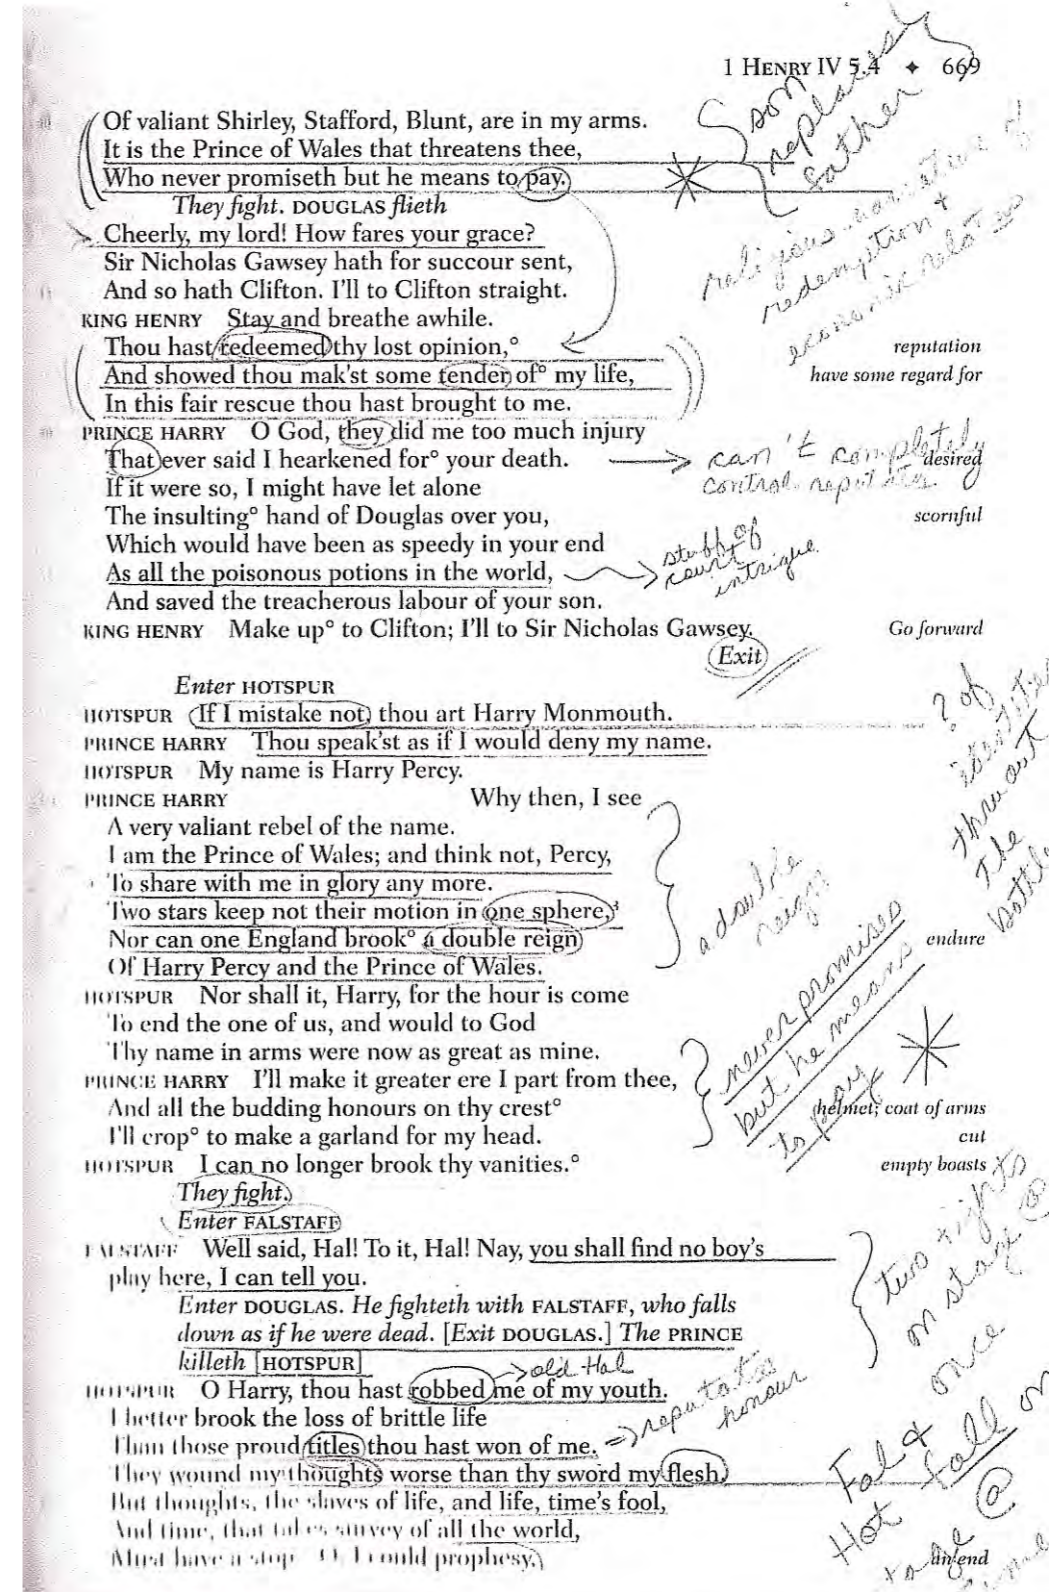 1 HENRY IV 5.4 ✦ 669
son
replaces
father
Of valiant Shirley, Stafford, Blunt, are in my arms.
It is the Prince of Wales that threatens thee,
Who never promiseth but he means to pay.
They fight. DOUGLAS flieth
religious narrative of
redemption +
economic
Cheerly, my lord! How fares your grace?
Sir Nicholas Gawsey hath for succour sent,
And so hath Clifton. I'll to Clifton straight.
KING HENRY Stay and breathe awhile.
Thou hast redeemed thy lost opinion,° reputation
And showed thou mak'st some tender of° my life, have some regard for
In this fair rescue thou hast brought to me.
PRINCE HARRY O God, they did me too much injury
That ever said I hearkened for° your death. desired
can't completely
control
If it were so, I might have let alone
The insulting° hand of Douglas over you, scornful
Which would have been as speedy in your end
As all the poisonous potions in the world,
stuff of
court
intrigue
And saved the treacherous labour of your son.
KING HENRY Make up° to Clifton; I'll to Sir Nicholas Gawsey. Go forward
Exit
Enter HOTSPUR
HOTSPUR If I mistake not, thou art Harry Monmouth.
? of
identities
thru out
the
battle
PRINCE HARRY Thou speak'st as if I would deny my name.
HOTSPUR My name is Harry Percy.
PRINCE HARRY Why then, I see
A very valiant rebel of the name.
I am the Prince of Wales; and think not, Percy,
To share with me in glory any more.
Two stars keep not their motion in one sphere,
Nor can one England brook° a double reign endure
a double
reign
Of Harry Percy and the Prince of Wales.
HOTSPUR Nor shall it, Harry, for the hour is come
To end the one of us, and would to God
Thy name in arms were now as great as mine.
never promises
but he means
to pay
PRINCE HARRY I'll make it greater ere I part from thee,
And all the budding honours on thy crest° helmet; coat of arms
I'll crop° to make a garland for my head. cut
HOTSPUR I can no longer brook thy vanities.° empty boasts
They fight.
Enter FALSTAFF
FALSTAFF Well said, Hal! To it, Hal! Nay, you shall find no boy's
play here, I can tell you.
two fights
on stage @
once
Enter DOUGLAS. He fighteth with FALSTAFF, who falls
down as if he were dead. [Exit DOUGLAS.] The PRINCE
killeth [HOTSPUR]
old Hal
HOTSPUR O Harry, thou hast robbed me of my youth.
I better brook the loss of brittle life
Than those proud titles thou hast won of me.
honour
They wound my thoughts worse than thy sword my flesh.
But thoughts, the slaves of life, and life, time's fool,
And time, that takes survey of all the world,
Must have a stop. O, I could prophesy,
Fal +
Hot fall on
@
an end